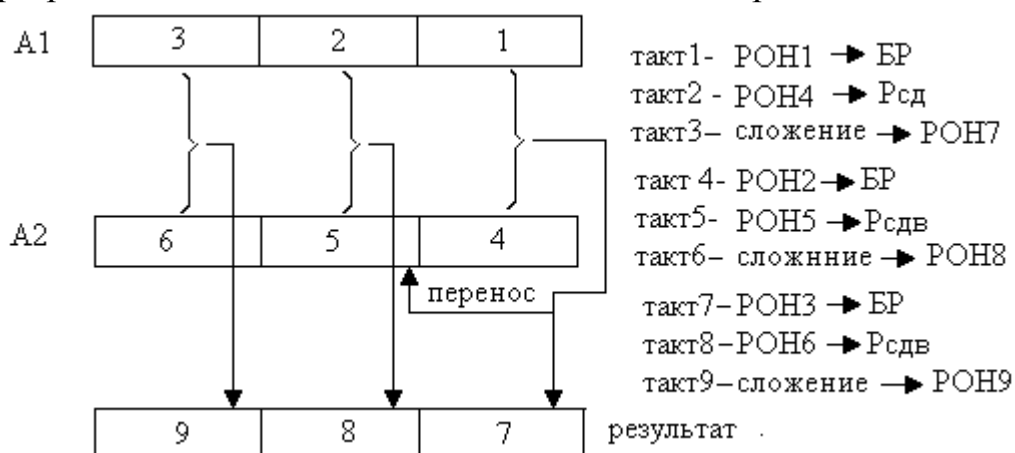 А1 3 2 1
такт1- РОН1 → БР
такт2 - РОН4 → Рсд
такт3– сложение → РОН7
такт 4- РОН2 → БР
А2 6 5 4
такт5- РОН5 → Рсдв
такт6– сложнние → РОН8
перенос
такт7–РОН3 → БР
такт8–РОН6 → Рсдв
такт9–сложение → РОН9
9 8 7 результат .